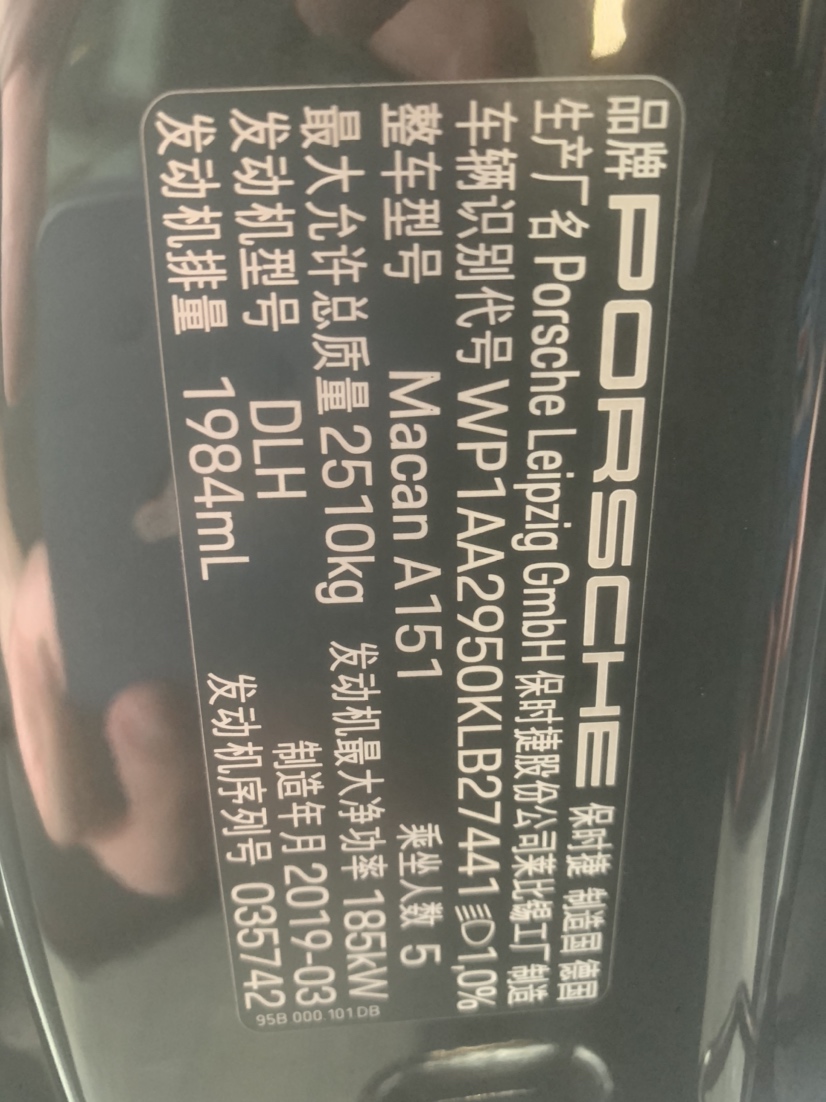 品牌 PORSCHE 保时捷 制造国 德国
生产厂名 Porsche Leipzig GmbH 保时捷股份公司莱比锡工厂 制造
车辆识别代号 WP1AA2950KLB27441 1,0%
整车型号 Macan A151 乘坐人数 5
最大允许总质量 2510kg 发动机最大净功率 185kW
发动机型号 DLH 制造年月 2019-03
发动机排量 1984mL 发动机序列号 035742
95B 000.101 DB